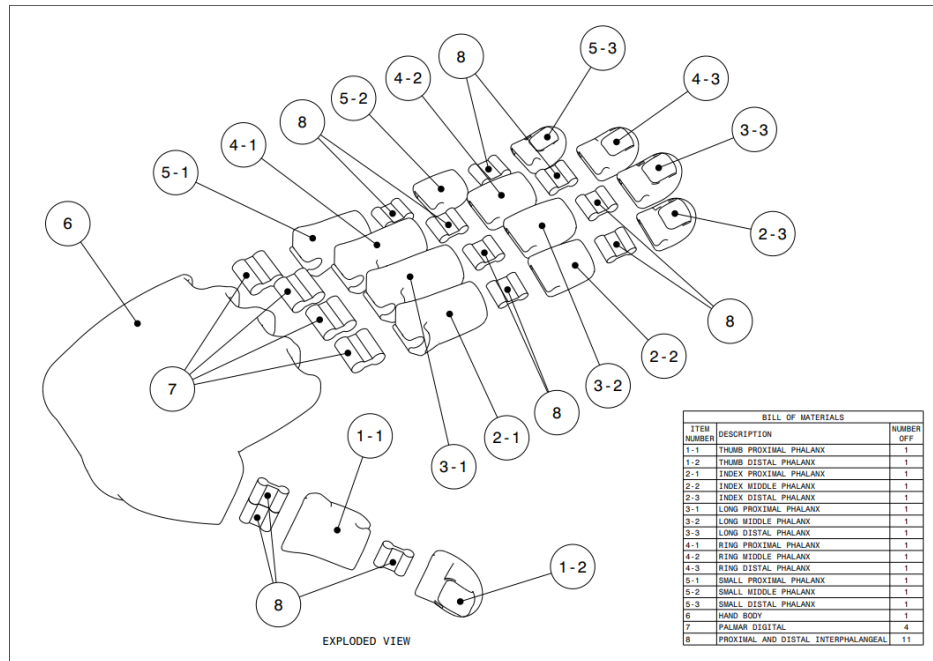 5-3
8
4-2
4-3
5-2
8
3-3
4-1
5-1
6
2-3
8
2-2
7
3-2
8
1-1
2-1
3-1
1-2
8
EXPLODED VIEW
BILL OF MATERIALS
ITEM NUMBER DESCRIPTION NUMBER OFF
1-1 THUMB PROXIMAL PHALANX 1
1-2 THUMB DISTAL PHALANX 1
2-1 INDEX PROXIMAL PHALANX 1
2-2 INDEX MIDDLE PHALANX 1
2-3 INDEX DISTAL PHALANX 1
3-1 LONG PROXIMAL PHALANX 1
3-2 LONG MIDDLE PHALANX 1
3-3 LONG DISTAL PHALANX 1
4-1 RING PROXIMAL PHALANX 1
4-2 RING MIDDLE PHALANX 1
4-3 RING DISTAL PHALANX 1
5-1 SMALL PROXIMAL PHALANX 1
5-2 SMALL MIDDLE PHALANX 1
5-3 SMALL DISTAL PHALANX 1
6 HAND BODY 1
7 PALMAR DIGITAL 4
8 PROXIMAL AND DISTAL INTERPHALANGEAL 11